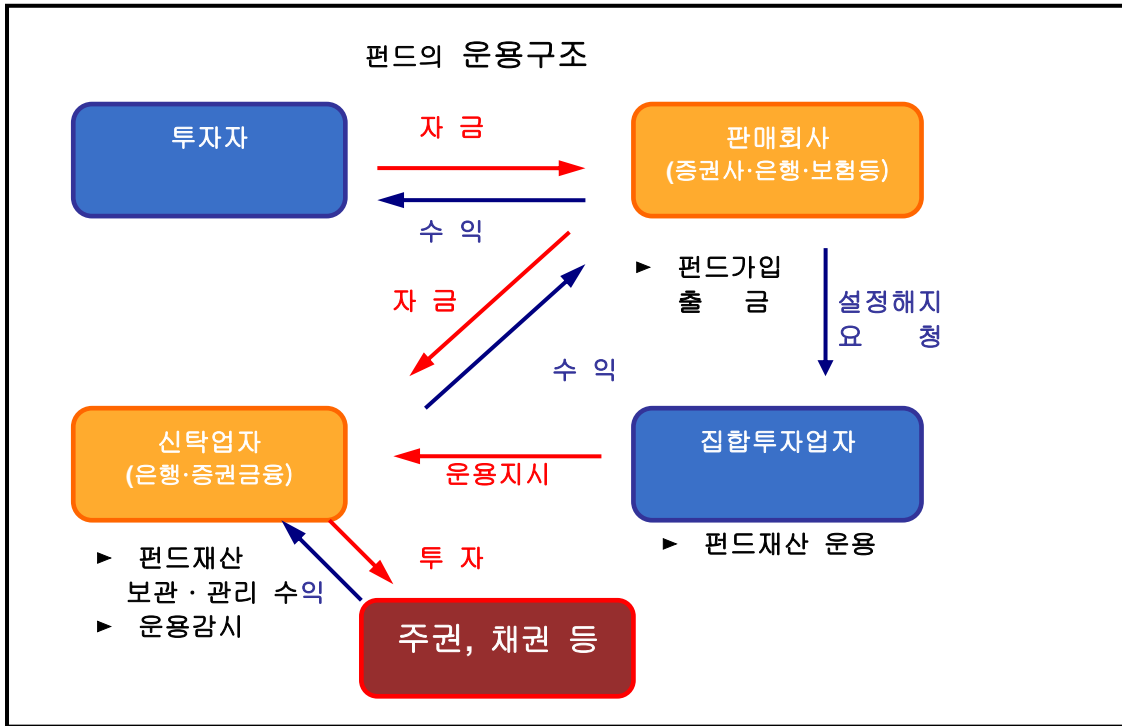 펀드의 운용구조
투자자
자 금
판매회사
(증권사·은행·보험등)
수 익
► 펀드가입
출 금
자 금
설정해지
요 청
수 익
신탁업자
(은행·증권금융)
집합투자업자
운용지시
► 펀드재산
보관 · 관리 수익
► 운용감시
투 자
► 펀드재산 운용
주권, 채권 등